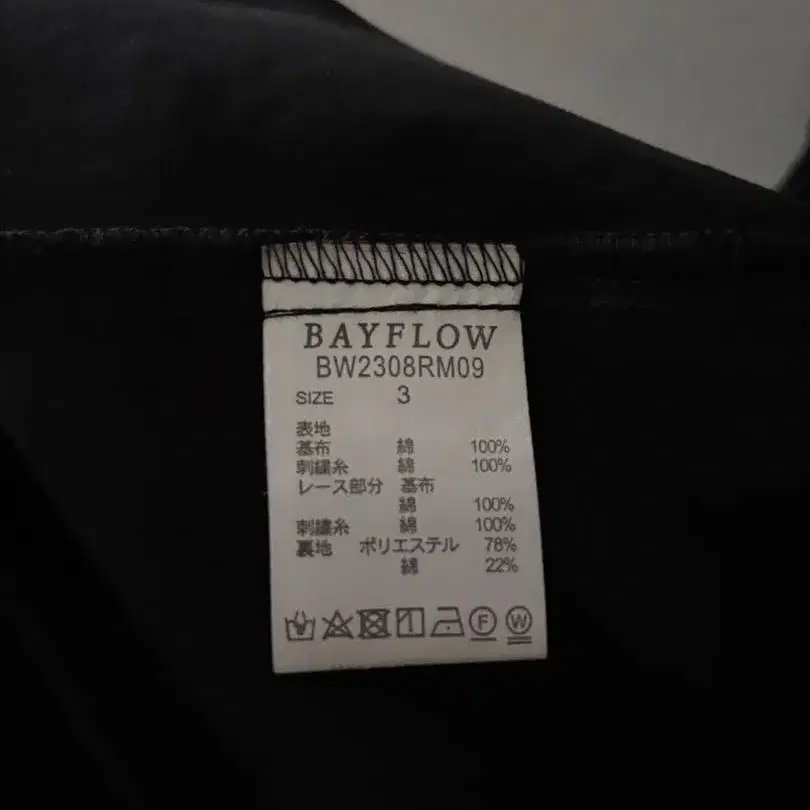 BAYFLOW
BW2308RM09
SIZE 3
表地
基布 綿 100%
刺繍糸 綿 100%
レース部分 基布
綿 100%
刺繍糸 綿 100%
裏地 ポリエステル 78%
綿 22%
F W